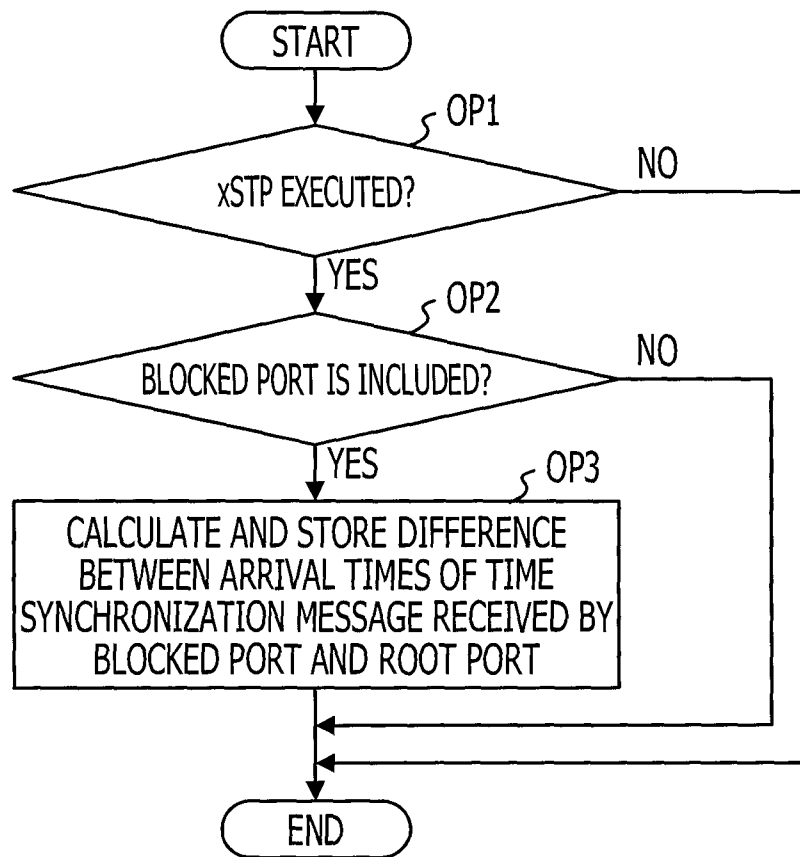 START
OP1
xSTP EXECUTED?
NO
YES
OP2
BLOCKED PORT IS INCLUDED?
NO
YES
OP3
CALCULATE AND STORE DIFFERENCE
BETWEEN ARRIVAL TIMES OF TIME
SYNCHRONIZATION MESSAGE RECEIVED BY
BLOCKED PORT AND ROOT PORT
END